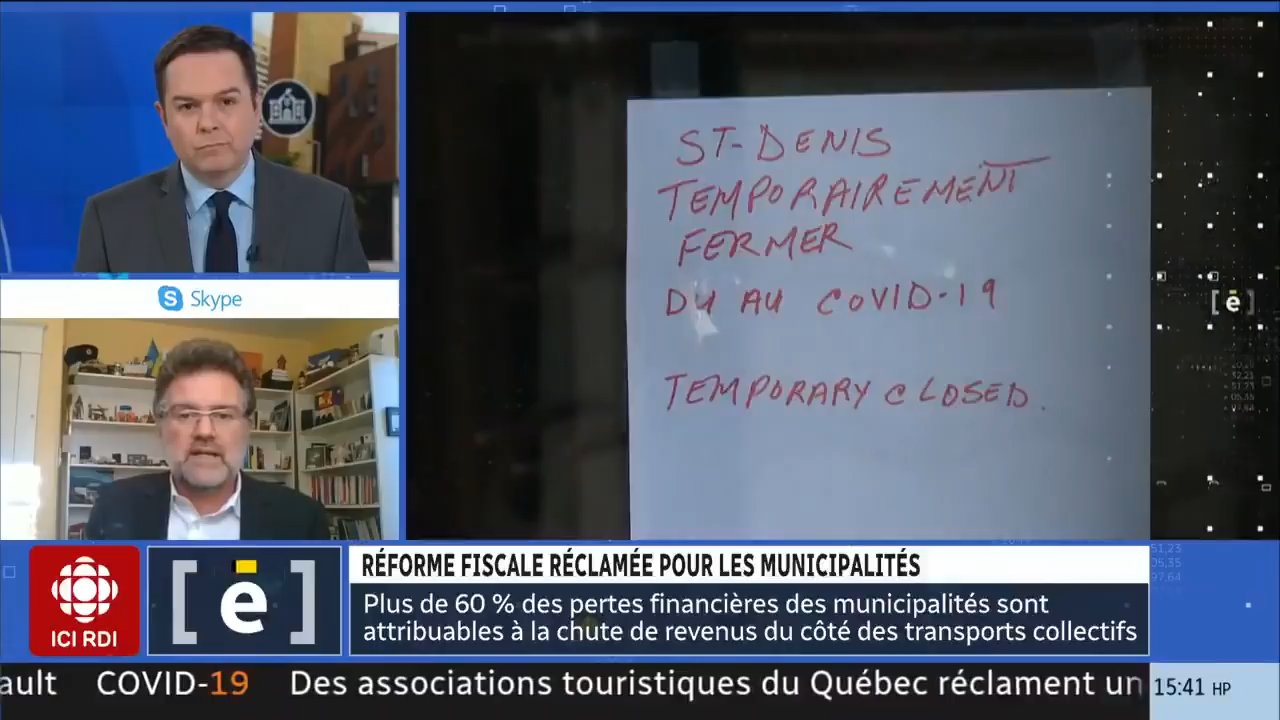 Skype
ST-DENIS
TEMPORAIREMENT
FERMER
DU AU COVID-19
TEMPORARY CLOSED.
[é]
ICI RDI
[é]
RÉFORME FISCALE RÉCLAMÉE POUR LES MUNICIPALITÉS
Plus de 60 % des pertes financières des municipalités sont
attribuables à la chute de revenus du côté des transports collectifs
ault COVID-19 Des associations touristiques du Québec réclament un
15:41 HP